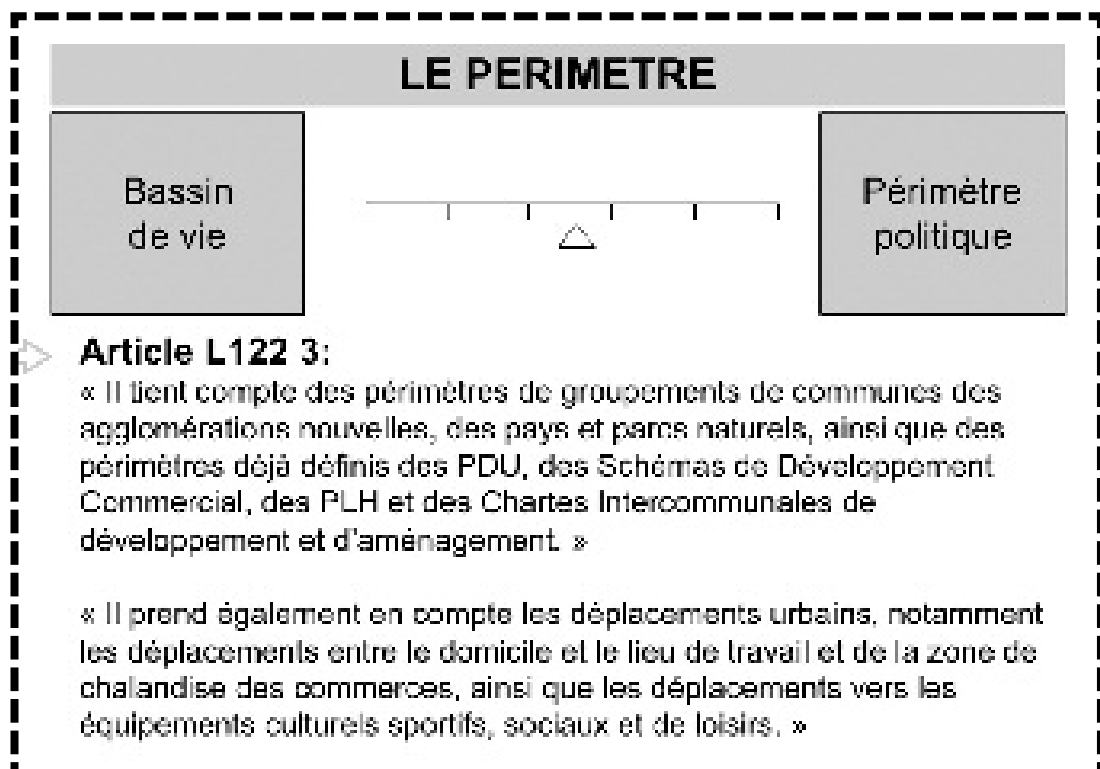 LE PERIMETRE
Bassin
de vie
Périmètre
politique
Article L122 3:
« Il tient compte des périmètres de groupements de communes des
agglomérations nouvelles, des pays et parcs naturels, ainsi que des
périmètres déjà définis des PDU, des Schémas de Développement
Commercial, des PLH et des Chartes Intercommunales de
développement et d'aménagement. »
« Il prend également en compte les déplacements urbains, notamment
les déplacements entre le domicile et le lieu de travail et de la zone de
chalandise des commerces, ainsi que les déplacements vers les
équipements culturels sportifs, sociaux et de loisirs. »